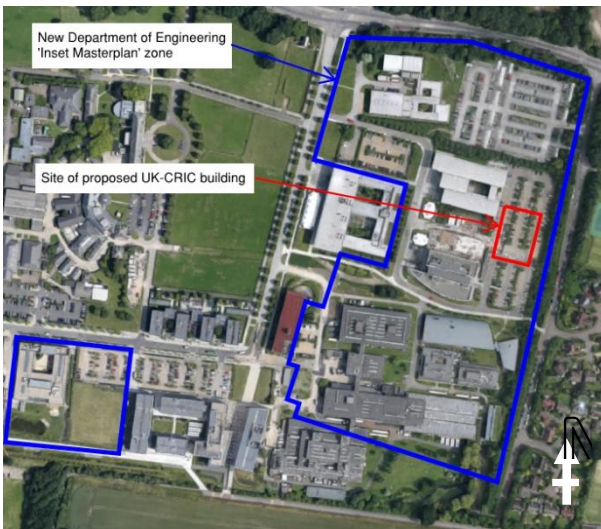 New Department of Engineering
'Inset Masterplan' zone
Site of proposed UK-CRIC building
N